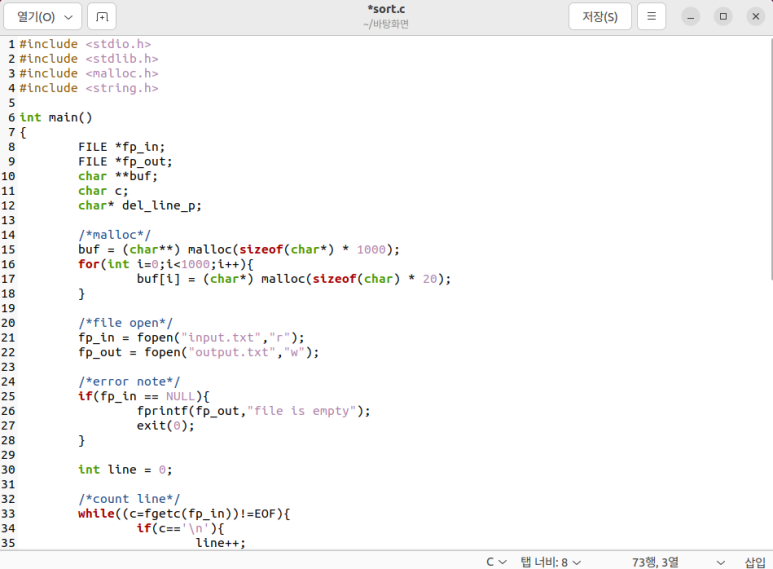 열기(O)
*sort.c
~/바탕화면
저장(S)
1 #include <stdio.h>
2 #include <stdlib.h>
3 #include <malloc.h>
4 #include <string.h>
5
6 int main()
7 {
8         FILE *fp_in;
9         FILE *fp_out;
10         char **buf;
11         char c;
12         char* del_line_p;
13
14         /*malloc*/
15         buf = (char**) malloc(sizeof(char*) * 1000);
16         for(int i=0;i<1000;i++){
17                 buf[i] = (char*) malloc(sizeof(char) * 20);
18         }
19
20         /*file open*/
21         fp_in = fopen("input.txt","r");
22         fp_out = fopen("output.txt","w");
23
24         /*error note*/
25         if(fp_in == NULL){
26                 fprintf(fp_out,"file is empty");
27                 exit(0);
28         }
29
30         int line = 0;
31
32         /*count line*/
33         while((c=fgetc(fp_in))!=EOF){
34                 if(c=='\n'){
35                         line++;
C 탭 너비: 8 73행, 3열 삽입